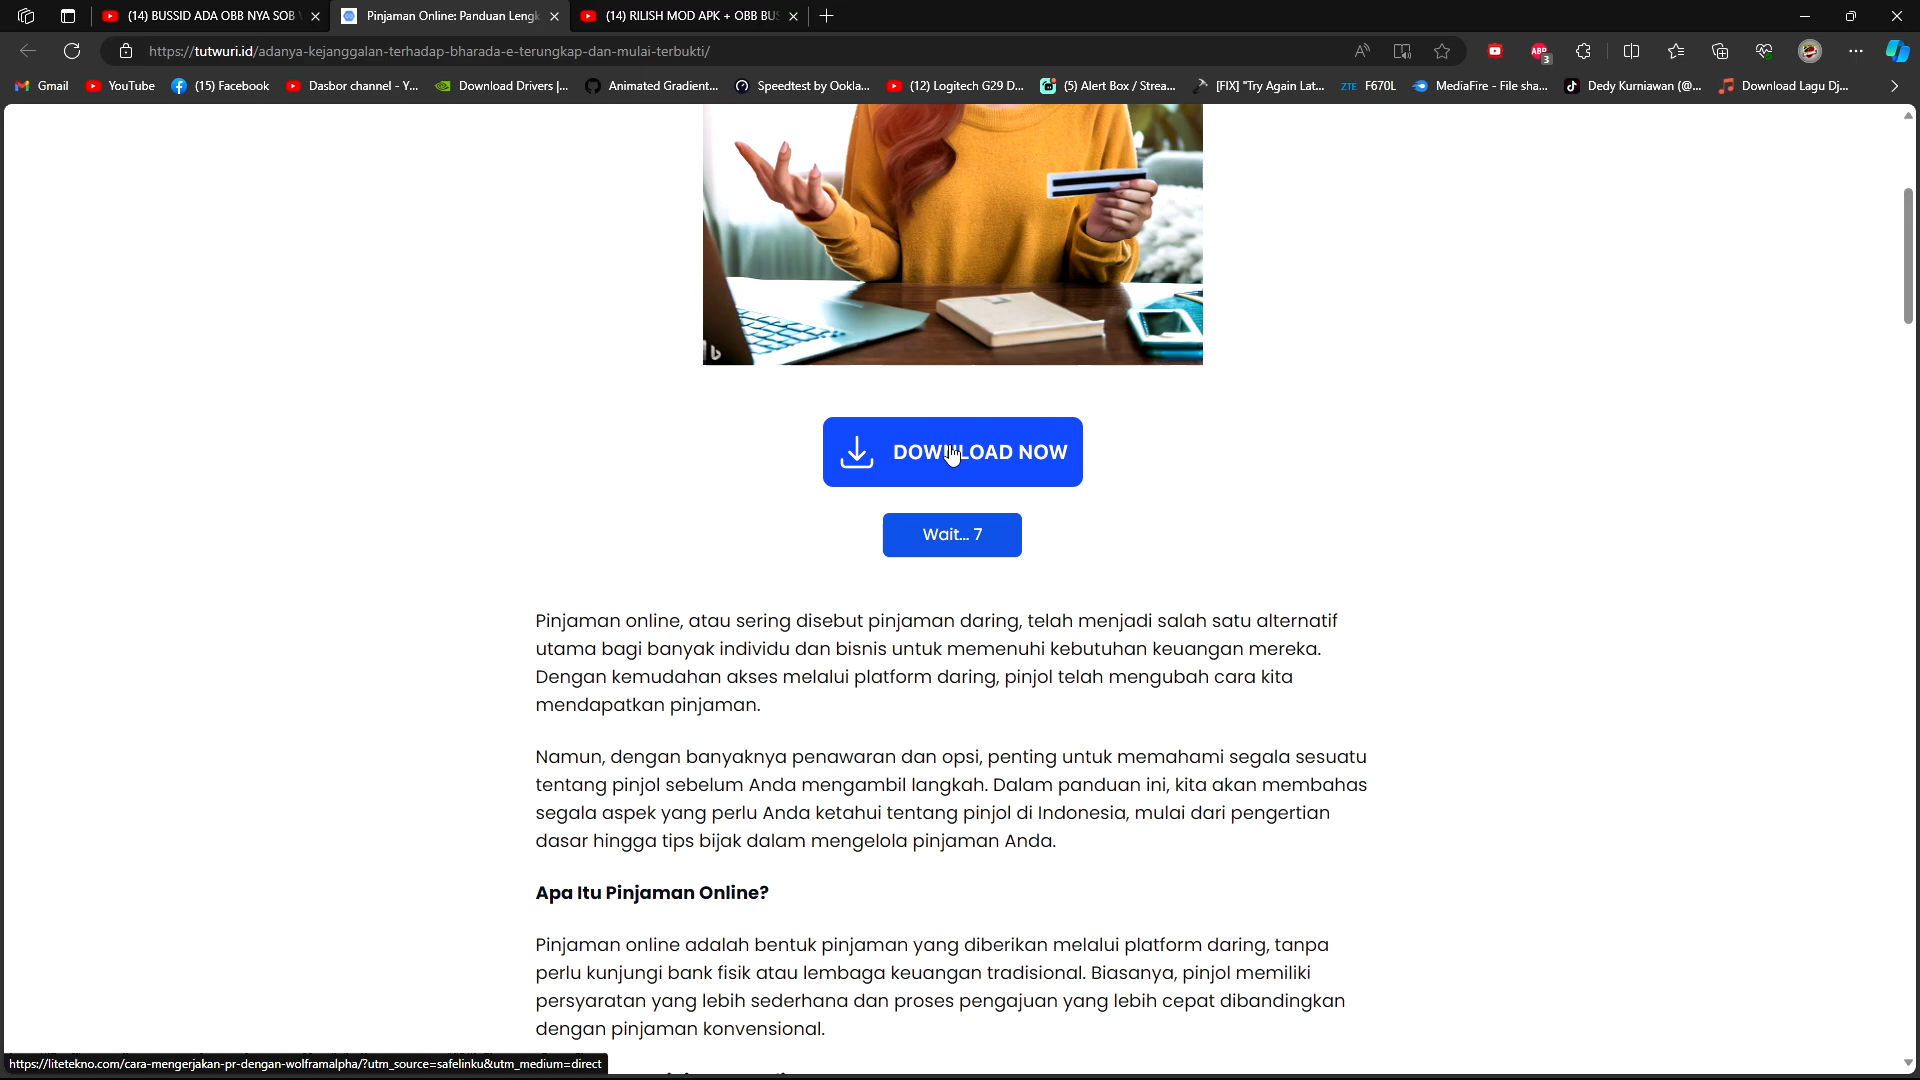 (14) BUSSID ADA OBB NYA SOB
Pinjaman Online: Panduan Lengk
(14) RILISH MOD APK + OBB BUS
https://tutwuri.id/adanya-kejanggalan-terhadap-bharada-e-terungkap-dan-mulai-terbukti/
ABP
3
Gmail
YouTube
(15) Facebook
Dasbor channel - Y...
Download Drivers |...
Animated Gradient...
Speedtest by Ookla...
(12) Logitech G29 D...
(5) Alert Box / Strea...
[FIX] "Try Again Lat...
ZTE F670L
MediaFire - File sha...
Dedy Kurniawan (@...
Download Lagu Dj...
DOWNLOAD NOW
Wait... 7
Pinjaman online, atau sering disebut pinjaman daring, telah menjadi salah satu alternatif
utama bagi banyak individu dan bisnis untuk memenuhi kebutuhan keuangan mereka.
Dengan kemudahan akses melalui platform daring, pinjol telah mengubah cara kita
mendapatkan pinjaman.
Namun, dengan banyaknya penawaran dan opsi, penting untuk memahami segala sesuatu
tentang pinjol sebelum Anda mengambil langkah. Dalam panduan ini, kita akan membahas
segala aspek yang perlu Anda ketahui tentang pinjol di Indonesia, mulai dari pengertian
dasar hingga tips bijak dalam mengelola pinjaman Anda.
Apa Itu Pinjaman Online?
Pinjaman online adalah bentuk pinjaman yang diberikan melalui platform daring, tanpa
perlu kunjungi bank fisik atau lembaga keuangan tradisional. Biasanya, pinjol memiliki
persyaratan yang lebih sederhana dan proses pengajuan yang lebih cepat dibandingkan
dengan pinjaman konvensional.
https://litetekno.com/cara-mengerjakan-pr-dengan-wolframalpha/?utm_source=safelinku&utm_medium=direct